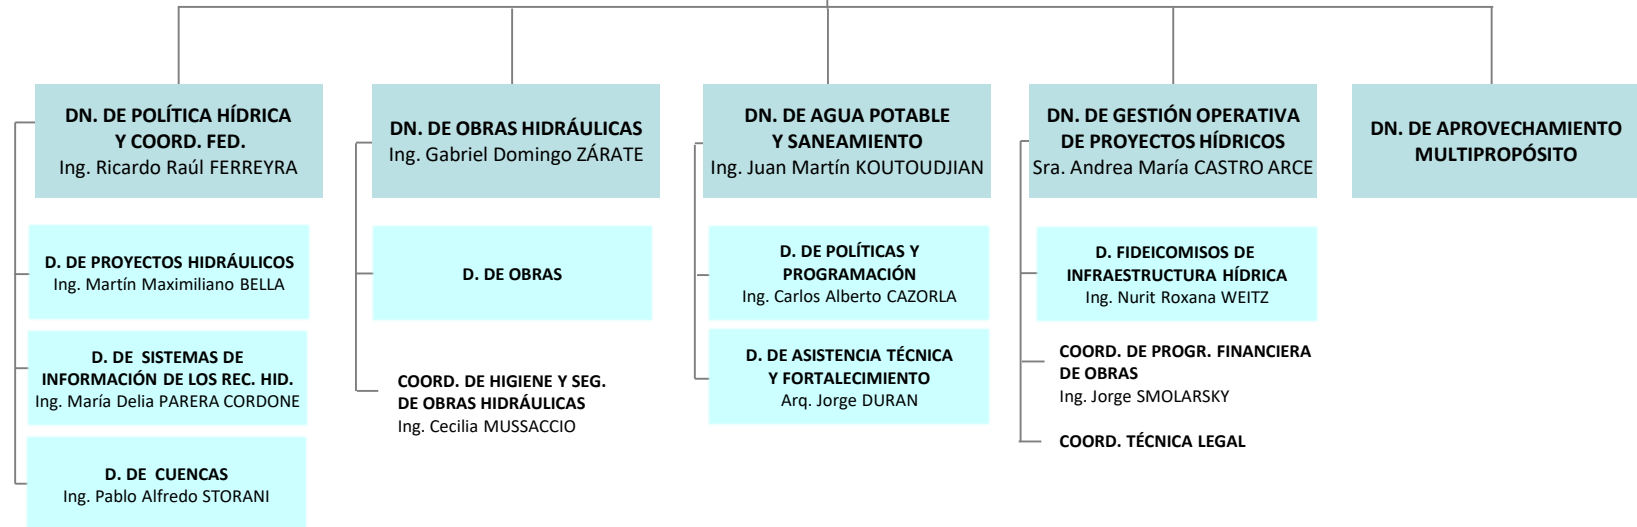 DN. DE POLÍTICA HÍDRICA
Y COORD. FED.
Ing. Ricardo Raúl FERREYRA
DN. DE OBRAS HIDRÁULICAS
Ing. Gabriel Domingo ZÁRATE
DN. DE AGUA POTABLE
Y SANEAMIENTO
Ing. Juan Martín KOUTOUDJIAN
DN. DE GESTIÓN OPERATIVA
DE PROYECTOS HÍDRICOS
Sra. Andrea María CASTRO ARCE
DN. DE APROVECHAMIENTO
MULTIPROPÓSITO
D. DE PROYECTOS HIDRÁULICOS
Ing. Martín Maximiliano BELLA
D. DE SISTEMAS DE
INFORMACIÓN DE LOS REC. HID.
Ing. María Delia PARERA CORDONE
D. DE CUENCAS
Ing. Pablo Alfredo STORANI
D. DE OBRAS
COORD. DE HIGIENE Y SEG.
DE OBRAS HIDRÁULICAS
Ing. Cecilia MUSSACCIO
D. DE POLÍTICAS Y
PROGRAMACIÓN
Ing. Carlos Alberto CAZORLA
D. DE ASISTENCIA TÉCNICA
Y FORTALECIMIENTO
Arq. Jorge DURAN
D. FIDEICOMISOS DE
INFRAESTRUCTURA HÍDRICA
Ing. Nurit Roxana WEITZ
COORD. DE PROGR. FINANCIERA
DE OBRAS
Ing. Jorge SMOLARSKY
COORD. TÉCNICA LEGAL